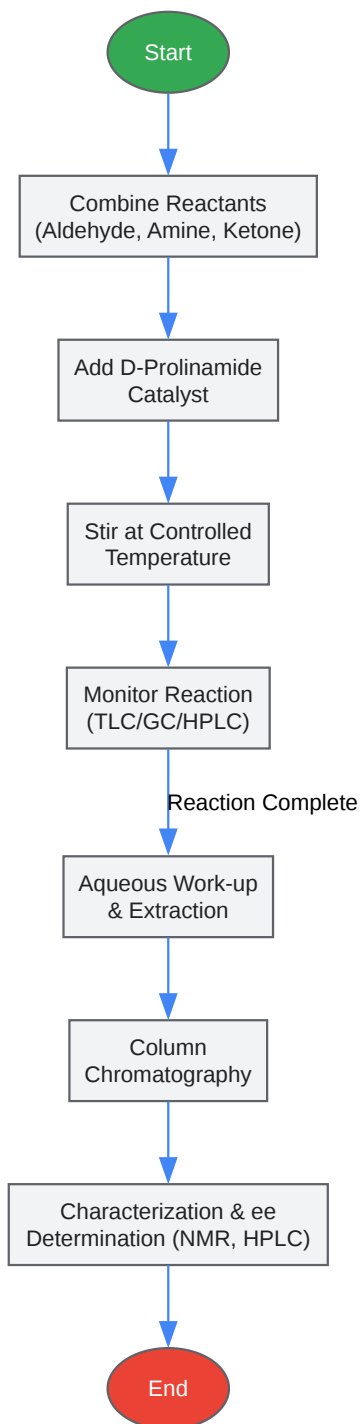 Start
Combine Reactants
(Aldehyde, Amine, Ketone)
Add D-Prolinamide
Catalyst
Stir at Controlled
Temperature
Monitor Reaction
(TLC/GC/HPLC)
Reaction Complete
Aqueous Work-up
& Extraction
Column
Chromatography
Characterization & ee
Determination (NMR, HPLC)
End